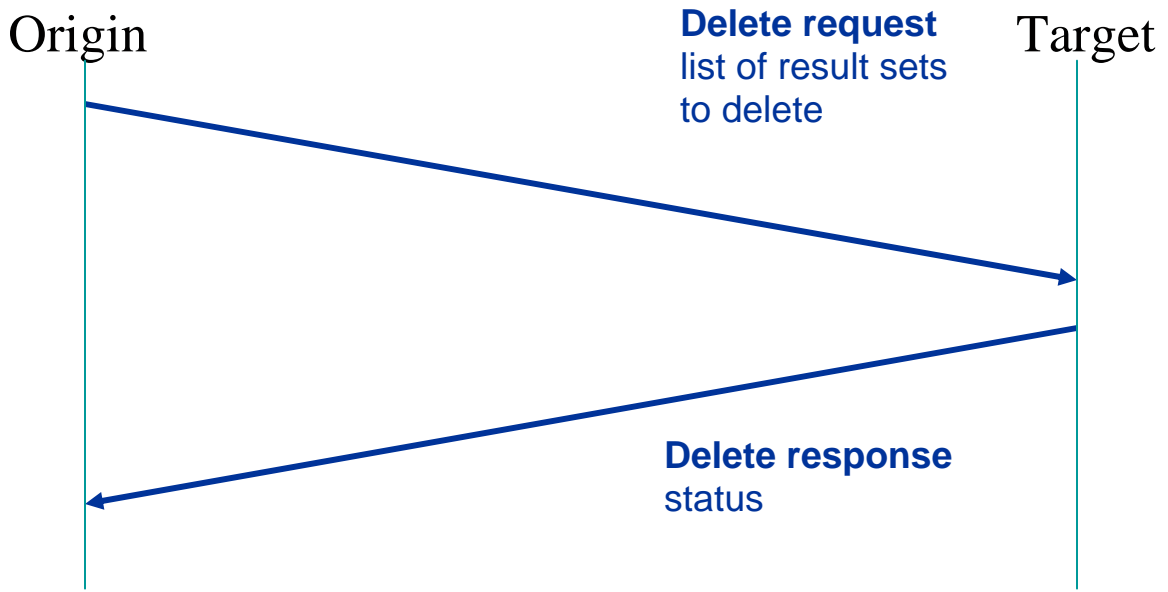 Origin
Delete request
list of result sets
to delete
Target
Delete response
status